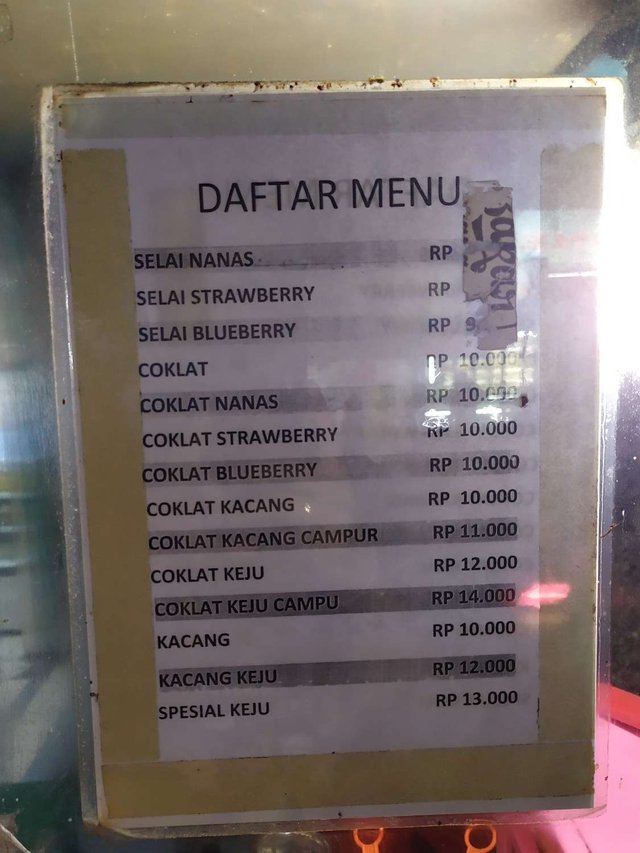 DAFTAR MENU
SELAI NANAS RP
SELAI STRAWBERRY RP
SELAI BLUEBERRY RP 9.
COKLAT RP 10.000
COKLAT NANAS RP 10.000
COKLAT STRAWBERRY RP 10.000
COKLAT BLUEBERRY RP 10.000
COKLAT KACANG RP 10.000
COKLAT KACANG CAMPUR RP 11.000
COKLAT KEJU RP 12.000
COKLAT KEJU CAMPU RP 14.000
KACANG RP 10.000
KACANG KEJU RP 12.000
SPESIAL KEJU RP 13.000